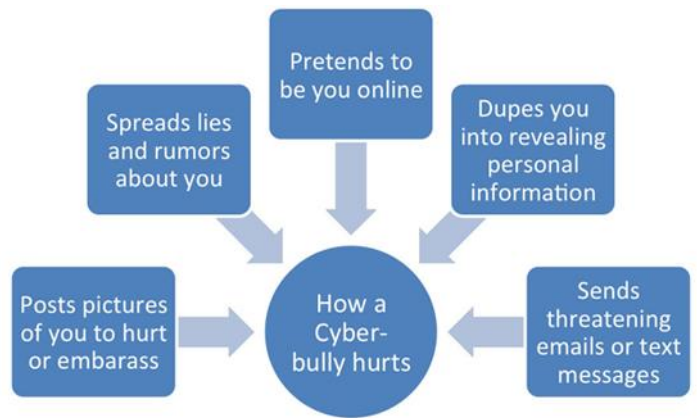 Pretends to
be you online
Spreads lies
and rumors
about you
Dupes you
into revealing
personal
information
Posts pictures
of you to hurt
or embarass
How a
Cyber-
bully hurts
Sends
threatening
emails or text
messages